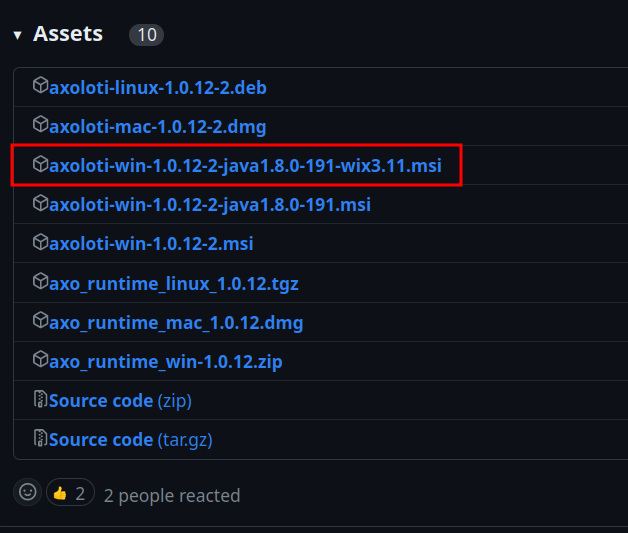 Assets 10
axoloti-linux-1.0.12-2.deb
axoloti-mac-1.0.12-2.dmg
axoloti-win-1.0.12-2-java1.8.0-191-wix3.11.msi
axoloti-win-1.0.12-2-java1.8.0-191.msi
axoloti-win-1.0.12-2.msi
axo_runtime_linux_1.0.12.tgz
axo_runtime_mac_1.0.12.dmg
axo_runtime_win-1.0.12.zip
Source code (zip)
Source code (tar.gz)
2 2 people reacted